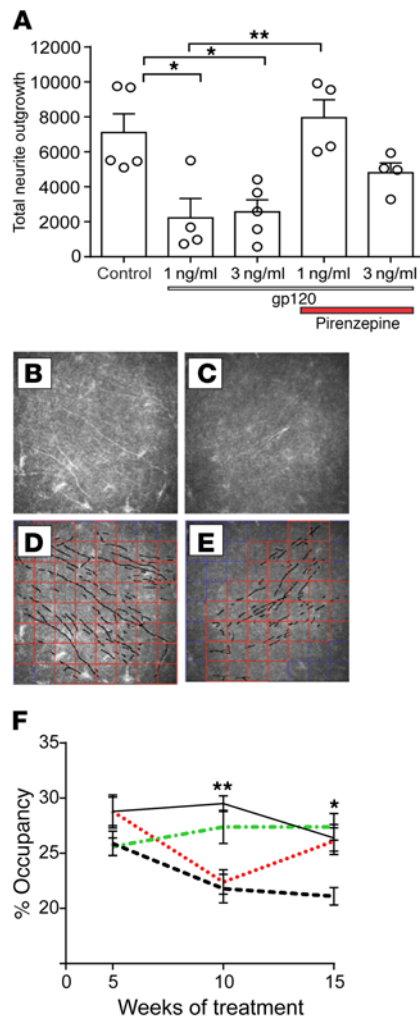 A
**
*
*
12000
10000
8000
6000
4000
2000
0
Total neurite outgrowth
Control 1 ng/ml 3 ng/ml 1 ng/ml 3 ng/ml
gp120
Pirenzepine
B
C
D
E
F
35
30
25
20
% Occupancy
**
*
0 5 10 15
Weeks of treatment